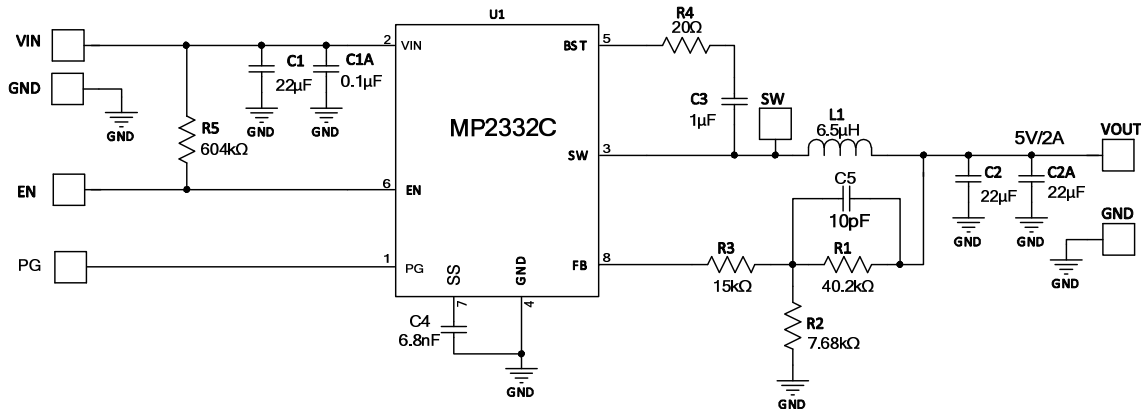 U1
VIN
GND
GND
R5
604kΩ
C1
22µF
GND
C1A
0.1µF
GND
EN
PG
2
VIN
6
EN
1
PG
MP2332C
BST
5
SW
3
FB
8
SS
7
GND
4
C4
6.8nF
GND
R4
20Ω
C3
1µF
SW
L1
6.5µH
C5
10pF
R3
15kΩ
R1
40.2kΩ
R2
7.68kΩ
GND
5V/2A
VOUT
C2
22µF
GND
C2A
22µF
GND
GND
GND